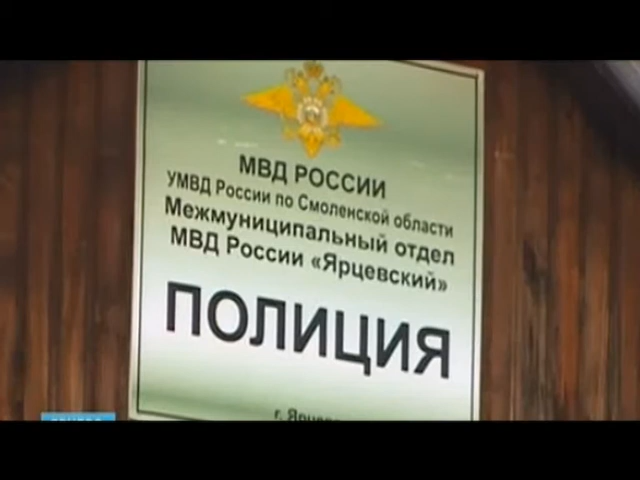 МВД РОССИИ
УМВД России по Смоленской области
Межмуниципальный отдел
МВД России «Ярцевский»
ПОЛИЦИЯ
г.